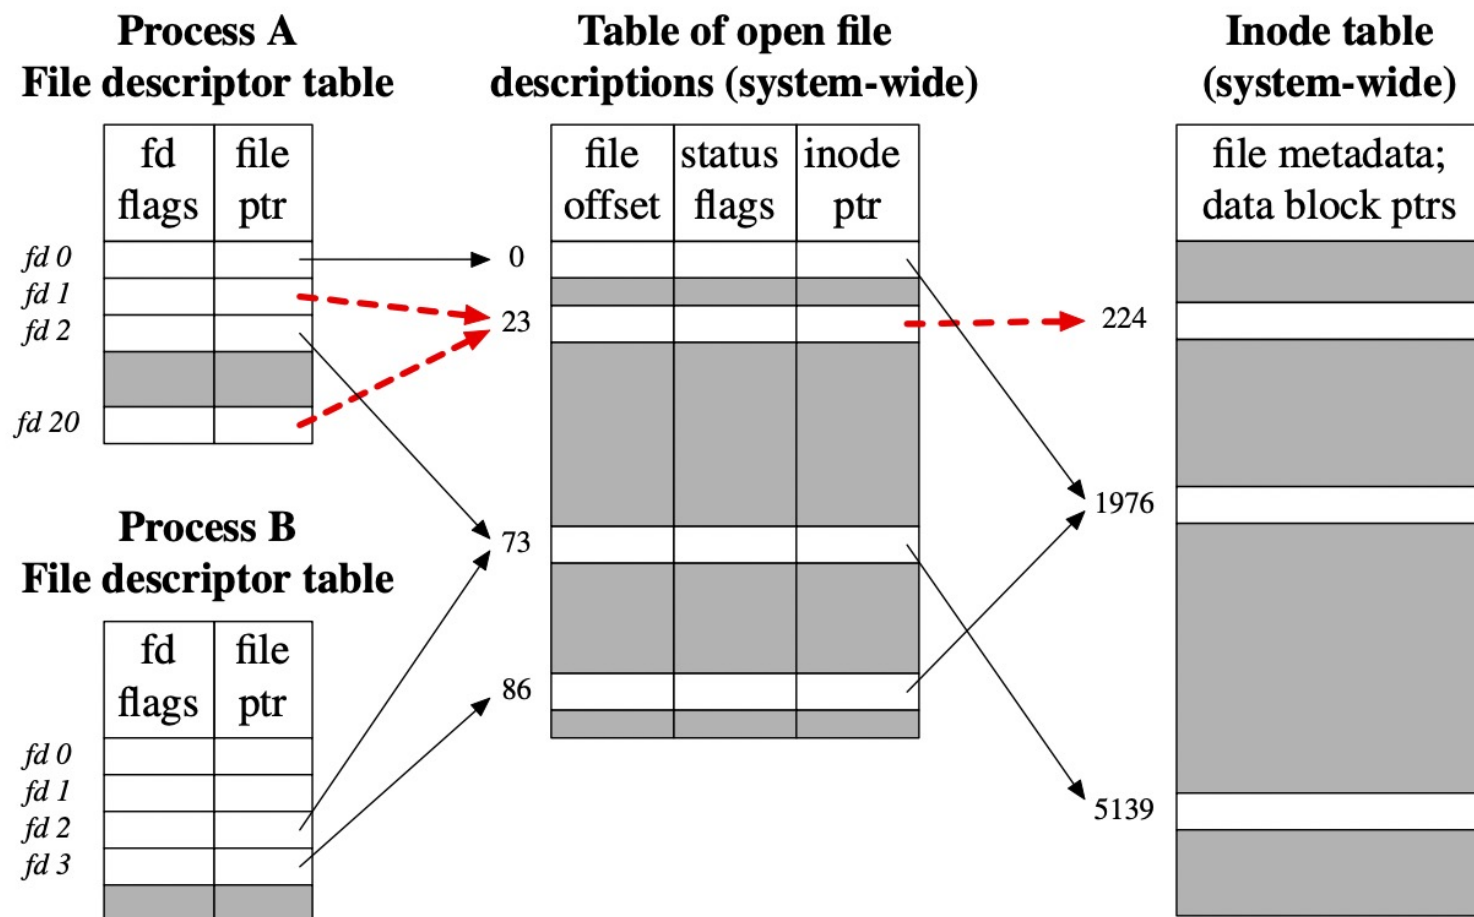 Process A
File descriptor table
fd
flags
file
ptr
fd 0
fd 1
fd 2
fd 20
Process B
File descriptor table
fd
flags
file
ptr
fd 0
fd 1
fd 2
fd 3
Table of open file
descriptions (system-wide)
file
offset
status
flags
inode
ptr
0
23
73
86
Inode table
(system-wide)
file metadata;
data block ptrs
224
1976
5139